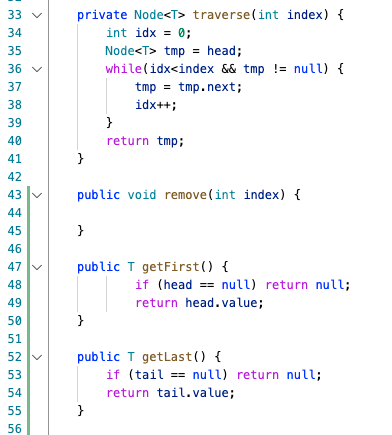 33 private Node<T> traverse(int index) {
34 int idx = 0;
35 Node<T> tmp = head;
36 while(idx<index && tmp != null) {
37 tmp = tmp.next;
38 idx++;
39 }
40 return tmp;
41 }
42
43 public void remove(int index) {
44
45 }
46
47 public T getFirst() {
48 if (head == null) return null;
49 return head.value;
50 }
51
52 public T getLast() {
53 if (tail == null) return null;
54 return tail.value;
55 }
56